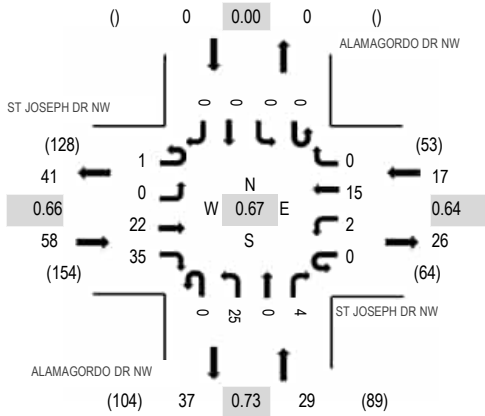 () 0 0.00 0 ()
ALAMAGORDO DR NW
ST JOSEPH DR NW
0 0 0 0
(128) (53)
1 0
41 17
N
0 15
0.66 W 0.67 E 0.64
22 2
S
58 26
35 0
(154) (64)
0 25 0 4
ST JOSEPH DR NW
ALAMAGORDO DR NW
(104) 37 0.73 29 (89)